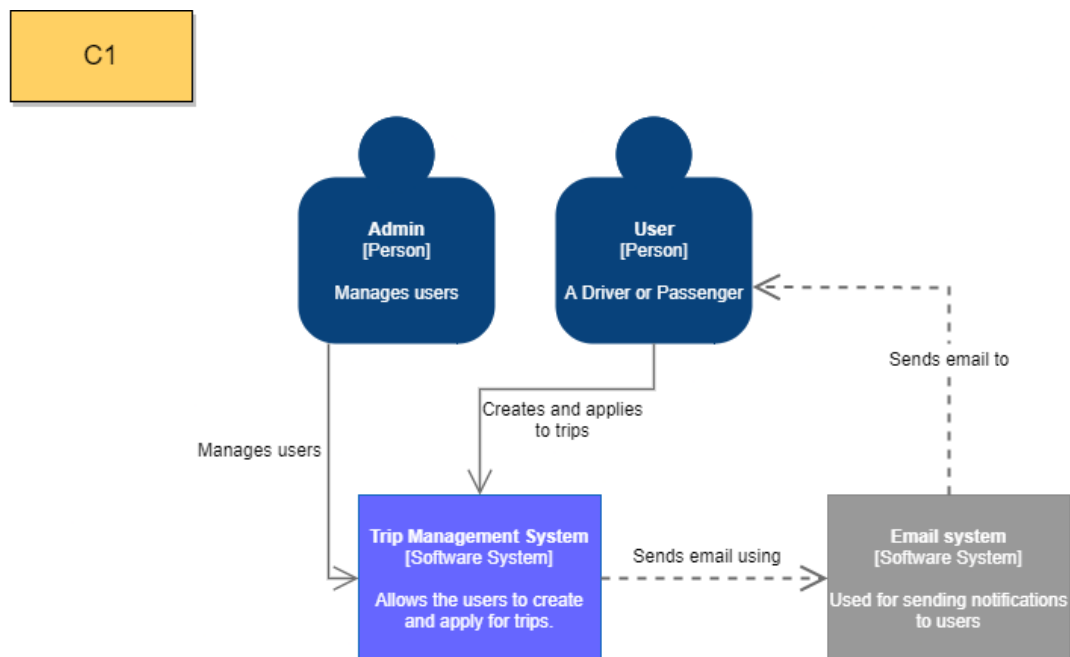 C1
Admin
[Person]
Manages users
User
[Person]
A Driver or Passenger
Sends email to
Creates and applies
to trips
Manages users
Trip Management System
[Software System]
Allows the users to create
and apply for trips.
Sends email using
Email system
[Software System]
Used for sending notifications
to users